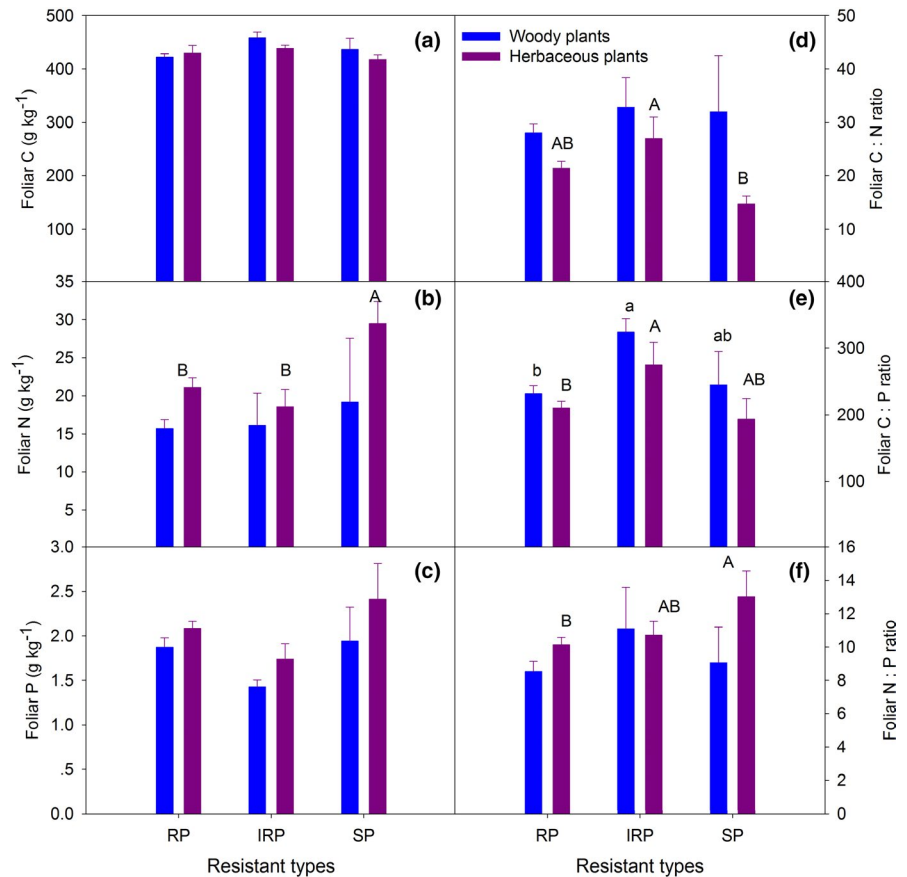 (a)
Foliar C (g kg-1)
500
400
300
200
100
35
(d)
Woody plants
Herbaceous plants
AB
A
B
50
40
30
20
10
400
Foliar C : N ratio
(b)
Foliar N (g kg-1)
30
25
20
15
10
5
3.0
B
B
A
(e)
b
B
a
A
ab
AB
300
200
100
16
Foliar C : P ratio
(c)
Foliar P (g kg-1)
2.5
2.0
1.5
1.0
.5
0.0
RP
IRP
SP
Resistant types
(f)
B
AB
A
14
12
10
8
6
4
2
0
Foliar N : P ratio
RP
IRP
SP
Resistant types